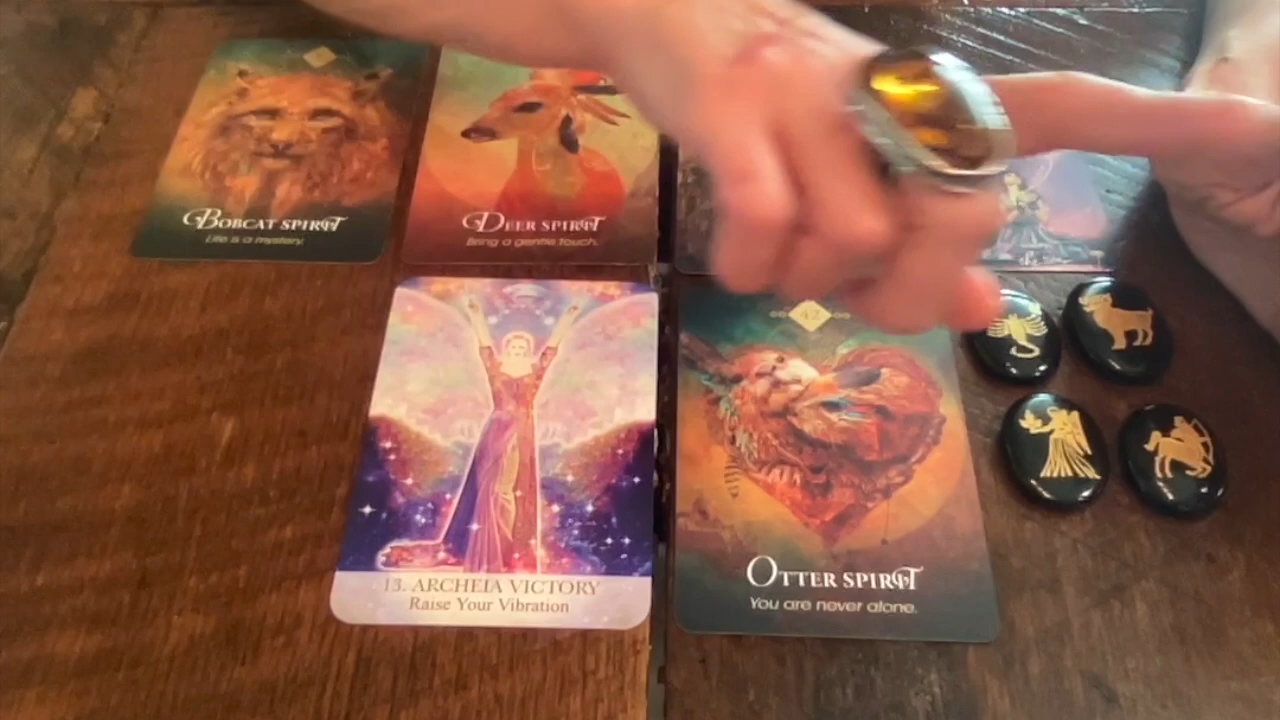 BOBCAT SPIRIT
Life is a mystery.
DEER SPIRIT
Bring a gentle touch.
42
OTTER SPIRIT
You are never alone.
13. ARCHEIA VICTORY
Raise Your Vibration